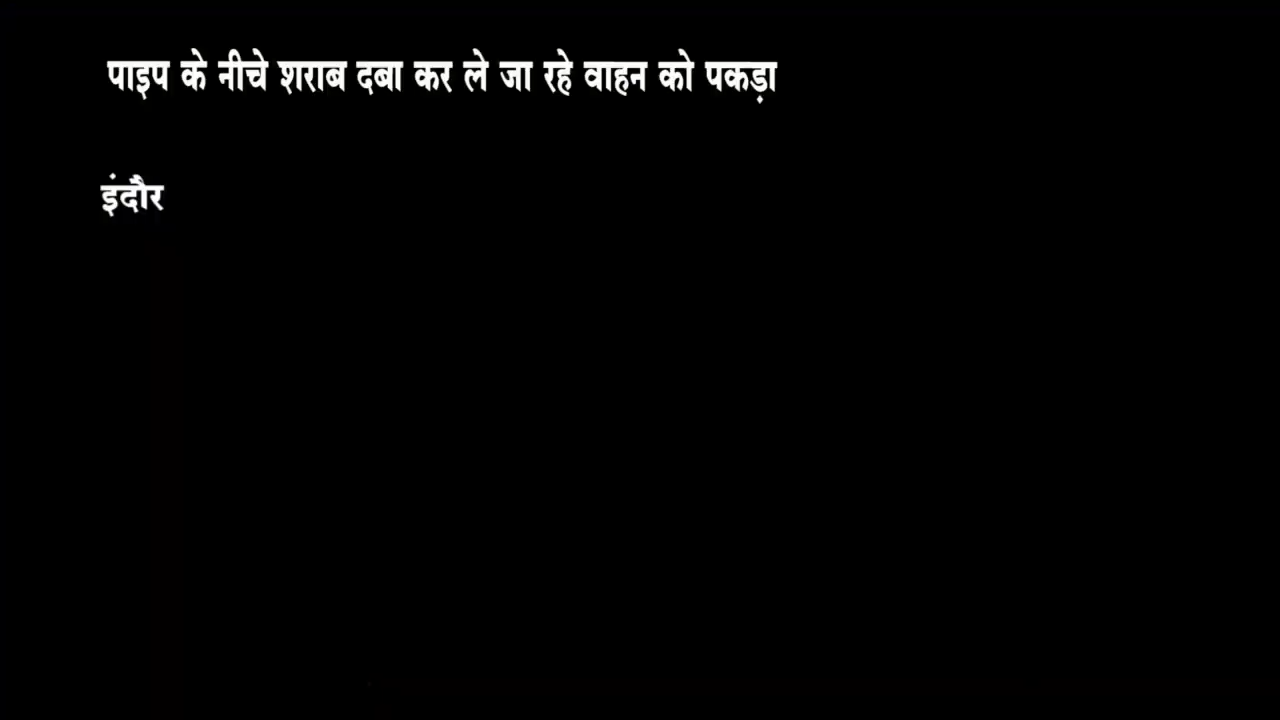 पाइप के नीचे शराब दबा कर ले जा रहे वाहन को पकड़ा
इंदौर